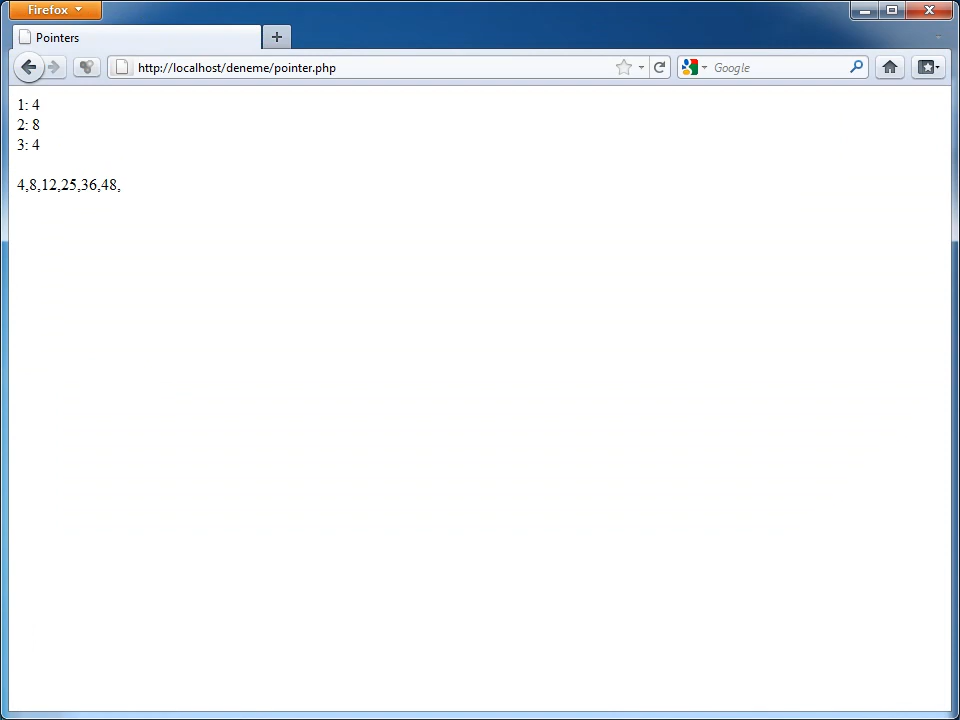 Firefox
Pointers
http://localhost/deneme/pointer.php
Google
1: 4
2: 8
3: 4
4,8,12,25,36,48,